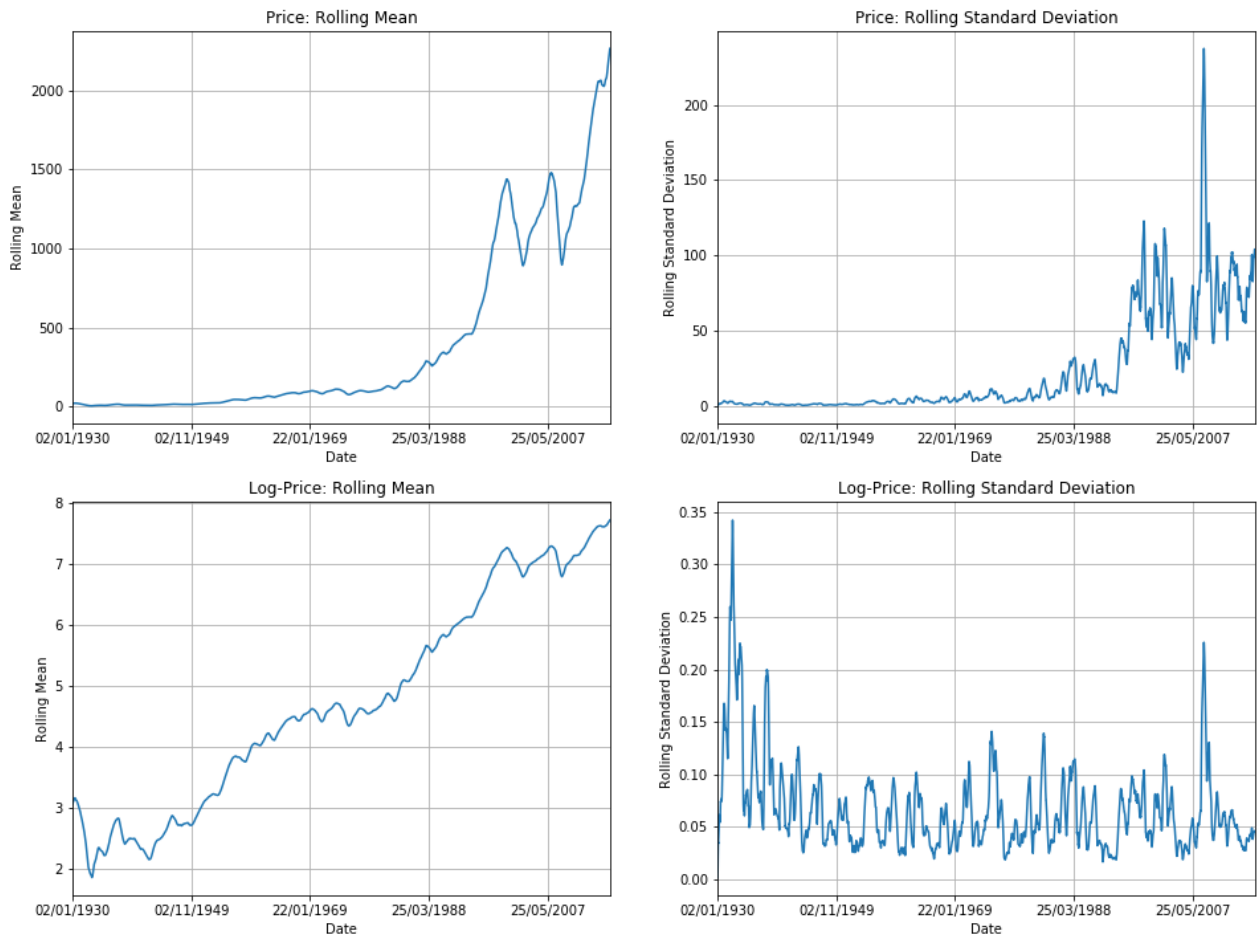 Price: Rolling Mean
Rolling Mean
2000
1500
1000
500
0
02/01/1930 02/11/1949 22/01/1969 25/03/1988 25/05/2007
Date
Price: Rolling Standard Deviation
Rolling Standard Deviation
200
150
100
50
0
02/01/1930 02/11/1949 22/01/1969 25/03/1988 25/05/2007
Date
Log-Price: Rolling Mean
Rolling Mean
8
7
6
5
4
3
2
02/01/1930 02/11/1949 22/01/1969 25/03/1988 25/05/2007
Date
Log-Price: Rolling Standard Deviation
Rolling Standard Deviation
0.35
0.30
0.25
0.20
0.15
0.10
0.05
0.00
02/01/1930 02/11/1949 22/01/1969 25/03/1988 25/05/2007
Date